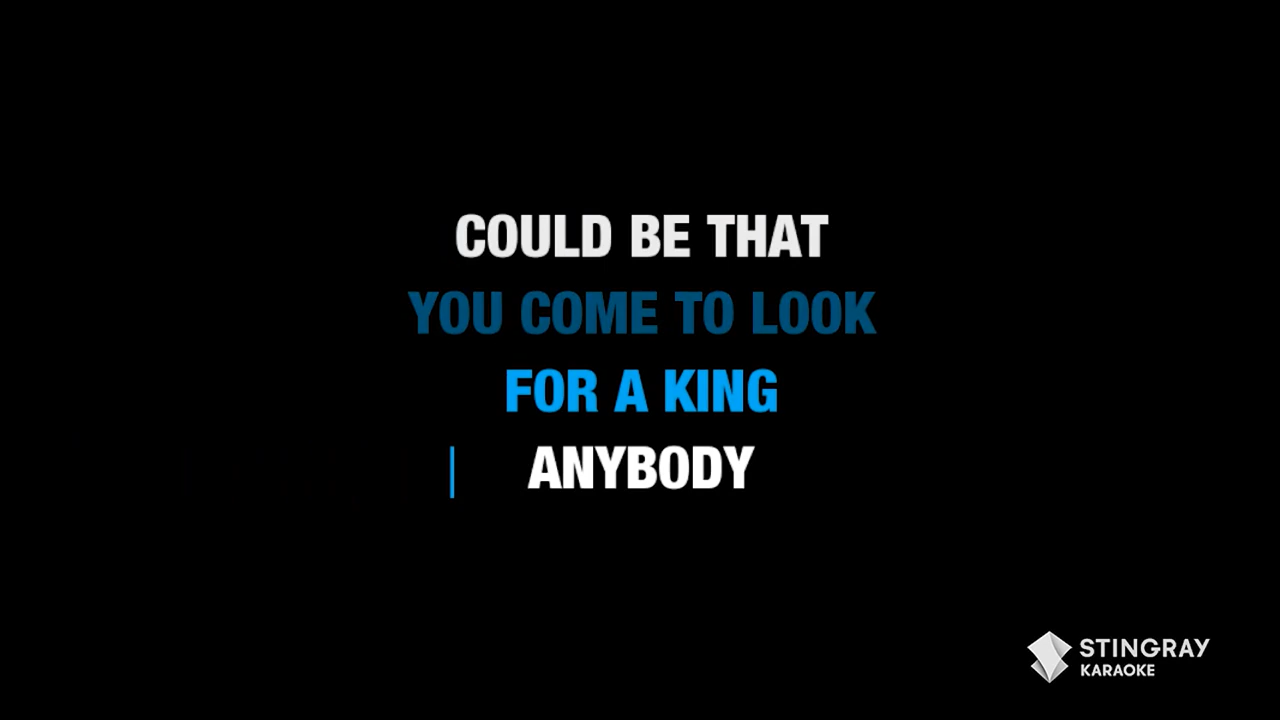 COULD BE THAT
YOU COME TO LOOK
FOR A KING
ANYBODY
STINGRAY
KARAOKE